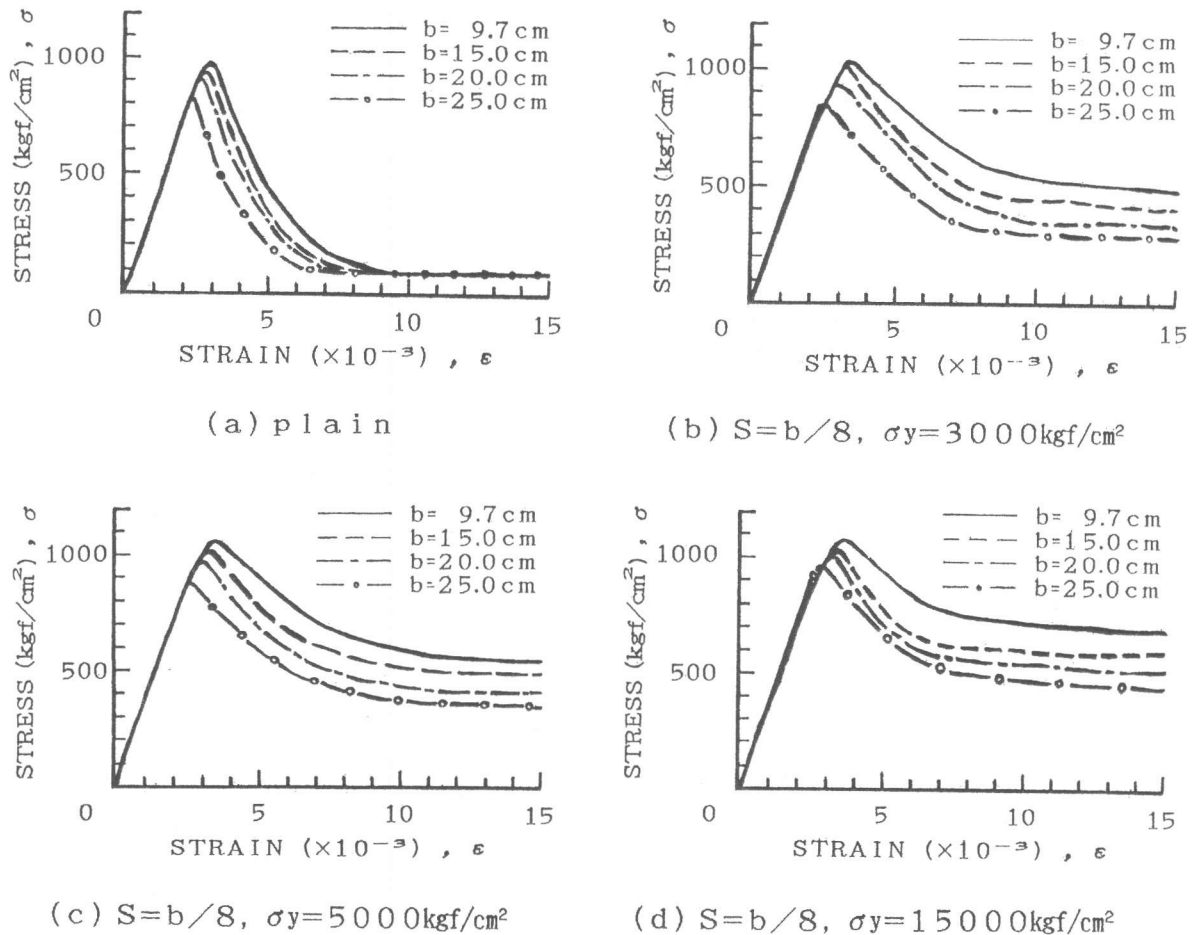 STRESS (kgf/cm²), σ
1000
500
0
5
10
15
STRAIN (×10⁻³) , ε
b= 9.7cm
b=15.0cm
b=20.0cm
b=25.0cm
(a) plain
STRESS (kgf/cm²), σ
1000
500
0
5
10
15
STRAIN (×10⁻³) , ε
b= 9.7cm
b=15.0cm
b=20.0cm
b=25.0cm
(b) S=b/8, σy=3000kgf/cm²
STRESS (kgf/cm²), σ
1000
500
0
5
10
15
STRAIN (×10⁻³) , ε
b= 9.7cm
b=15.0cm
b=20.0cm
b=25.0cm
(c) S=b/8, σy=5000kgf/cm²
STRESS (kgf/cm²), σ
1000
500
0
5
10
15
STRAIN (×10⁻³) , ε
b= 9.7cm
b=15.0cm
b=20.0cm
b=25.0cm
(d) S=b/8, σy=15000kgf/cm²